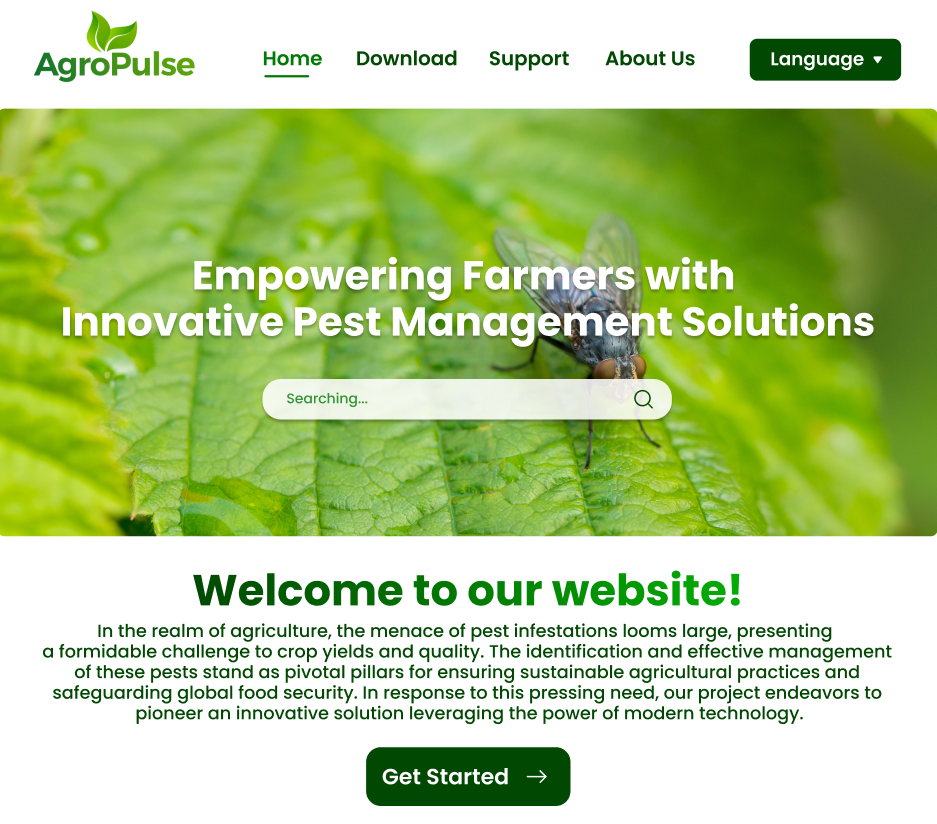 AgroPulse
Home
Download
Support
About Us
Language
Empowering Farmers with
Innovative Pest Management Solutions
Searching...
Welcome to our website!
In the realm of agriculture, the menace of pest infestations looms large, presenting
a formidable challenge to crop yields and quality. The identification and effective management
of these pests stand as pivotal pillars for ensuring sustainable agricultural practices and
safeguarding global food security. In response to this pressing need, our project endeavors to
pioneer an innovative solution leveraging the power of modern technology.
Get Started